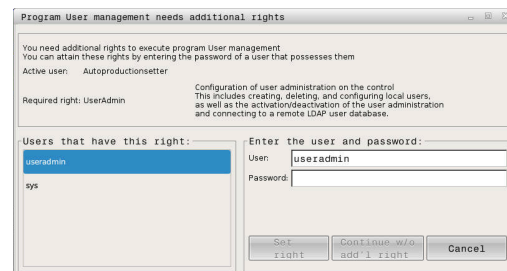 Program User management needs additional rights
You need additional rights to execute program User management
You can attain these rights by entering the password of a user that possesses them
Active user: Autoproductionsetter
Required right: UserAdmin
Configuration of user administration on the control
This includes creating, deleting, and configuring local users,
as well as the activation/deactivation of the user administration
and connecting to a remote LDAP user database.
Users that have this right:
useradmin
sys
Enter the user and password:
User: useradmin
Password:
Set right
Continue w/o add'l right
Cancel